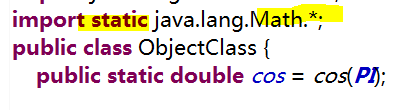 import static java.lang.Math.*;
public class ObjectClass {
public static double cos = cos(PI);